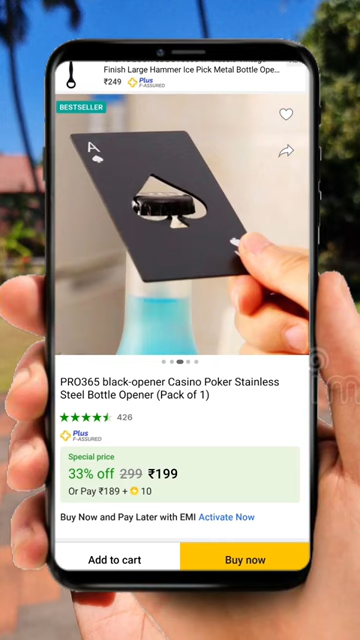 Finish Large Hammer Ice Pick Metal Bottle Ope...
₹249 Plus
F-ASSURED
BESTSELLER
A
PRO365 black-opener Casino Poker Stainless
Steel Bottle Opener (Pack of 1)
426
Plus
F-ASSURED
Special price
33% off 299 ₹199
Or Pay ₹189 + 10
Buy Now and Pay Later with EMI Activate Now
Add to cart
Buy now